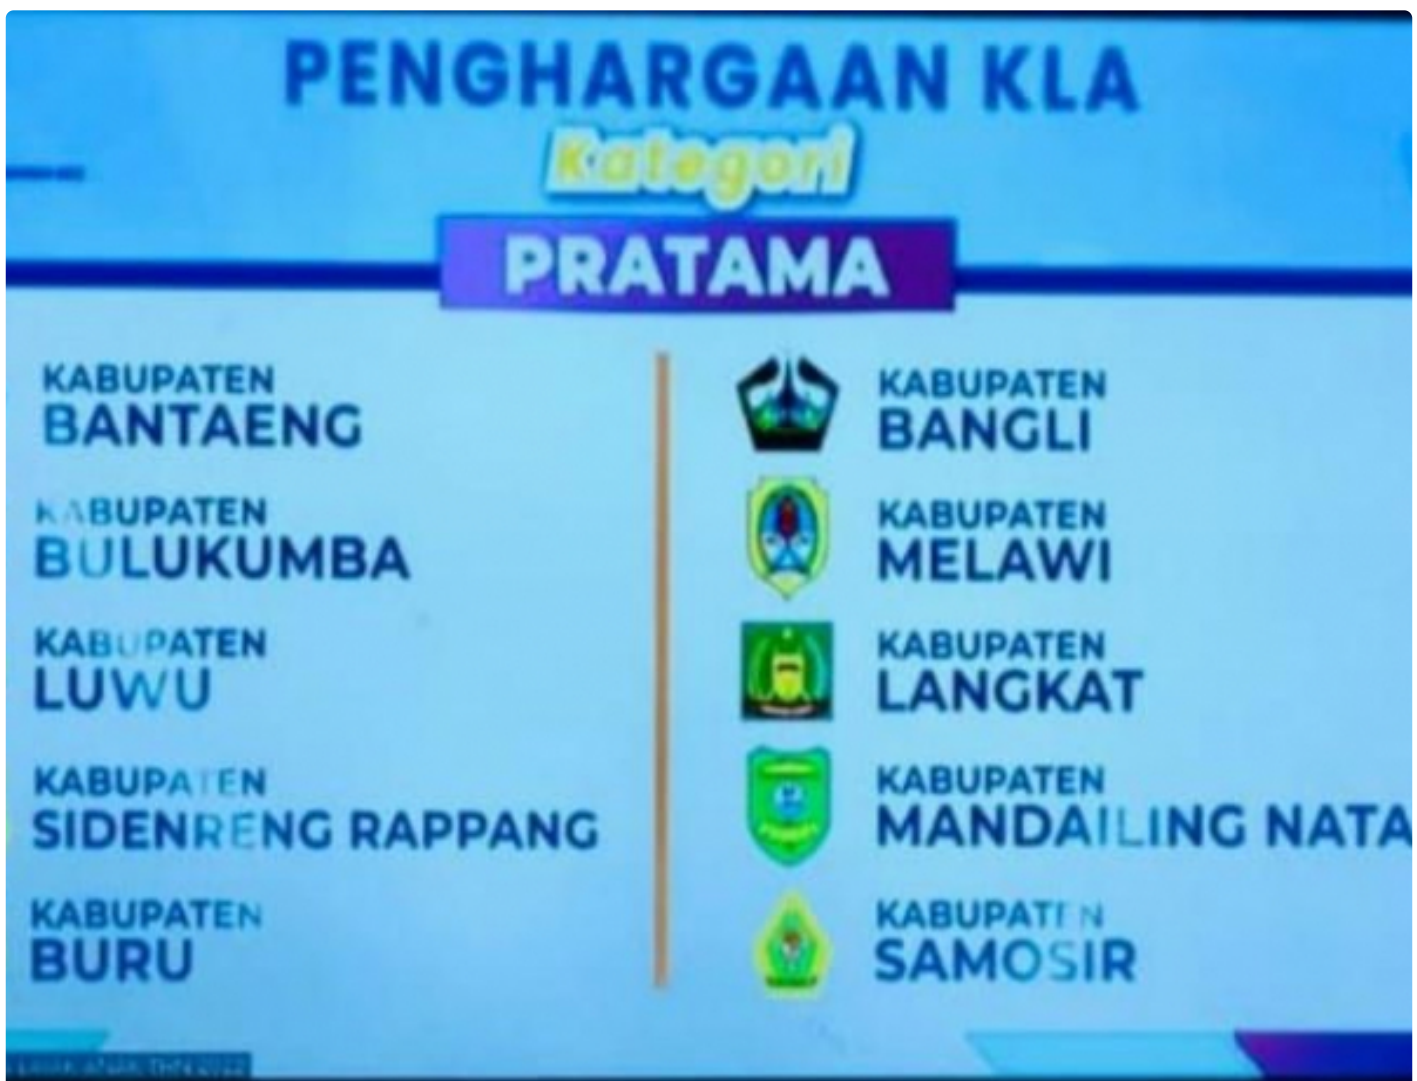 PENGHARGAAN KLA
Kategori
PRATAMA
KABUPATEN
BANTAENG
KABUPATEN
BULUKUMBA
KABUPATEN
LUWU
KABUPATEN
SIDENRENG RAPPANG
KABUPATEN
BURU
KABUPATEN
BANGLI
KABUPATEN
MELAWI
KABUPATEN
LANGKAT
KABUPATEN
MANDAILING NATA
KABUPATEN
SAMOSIR